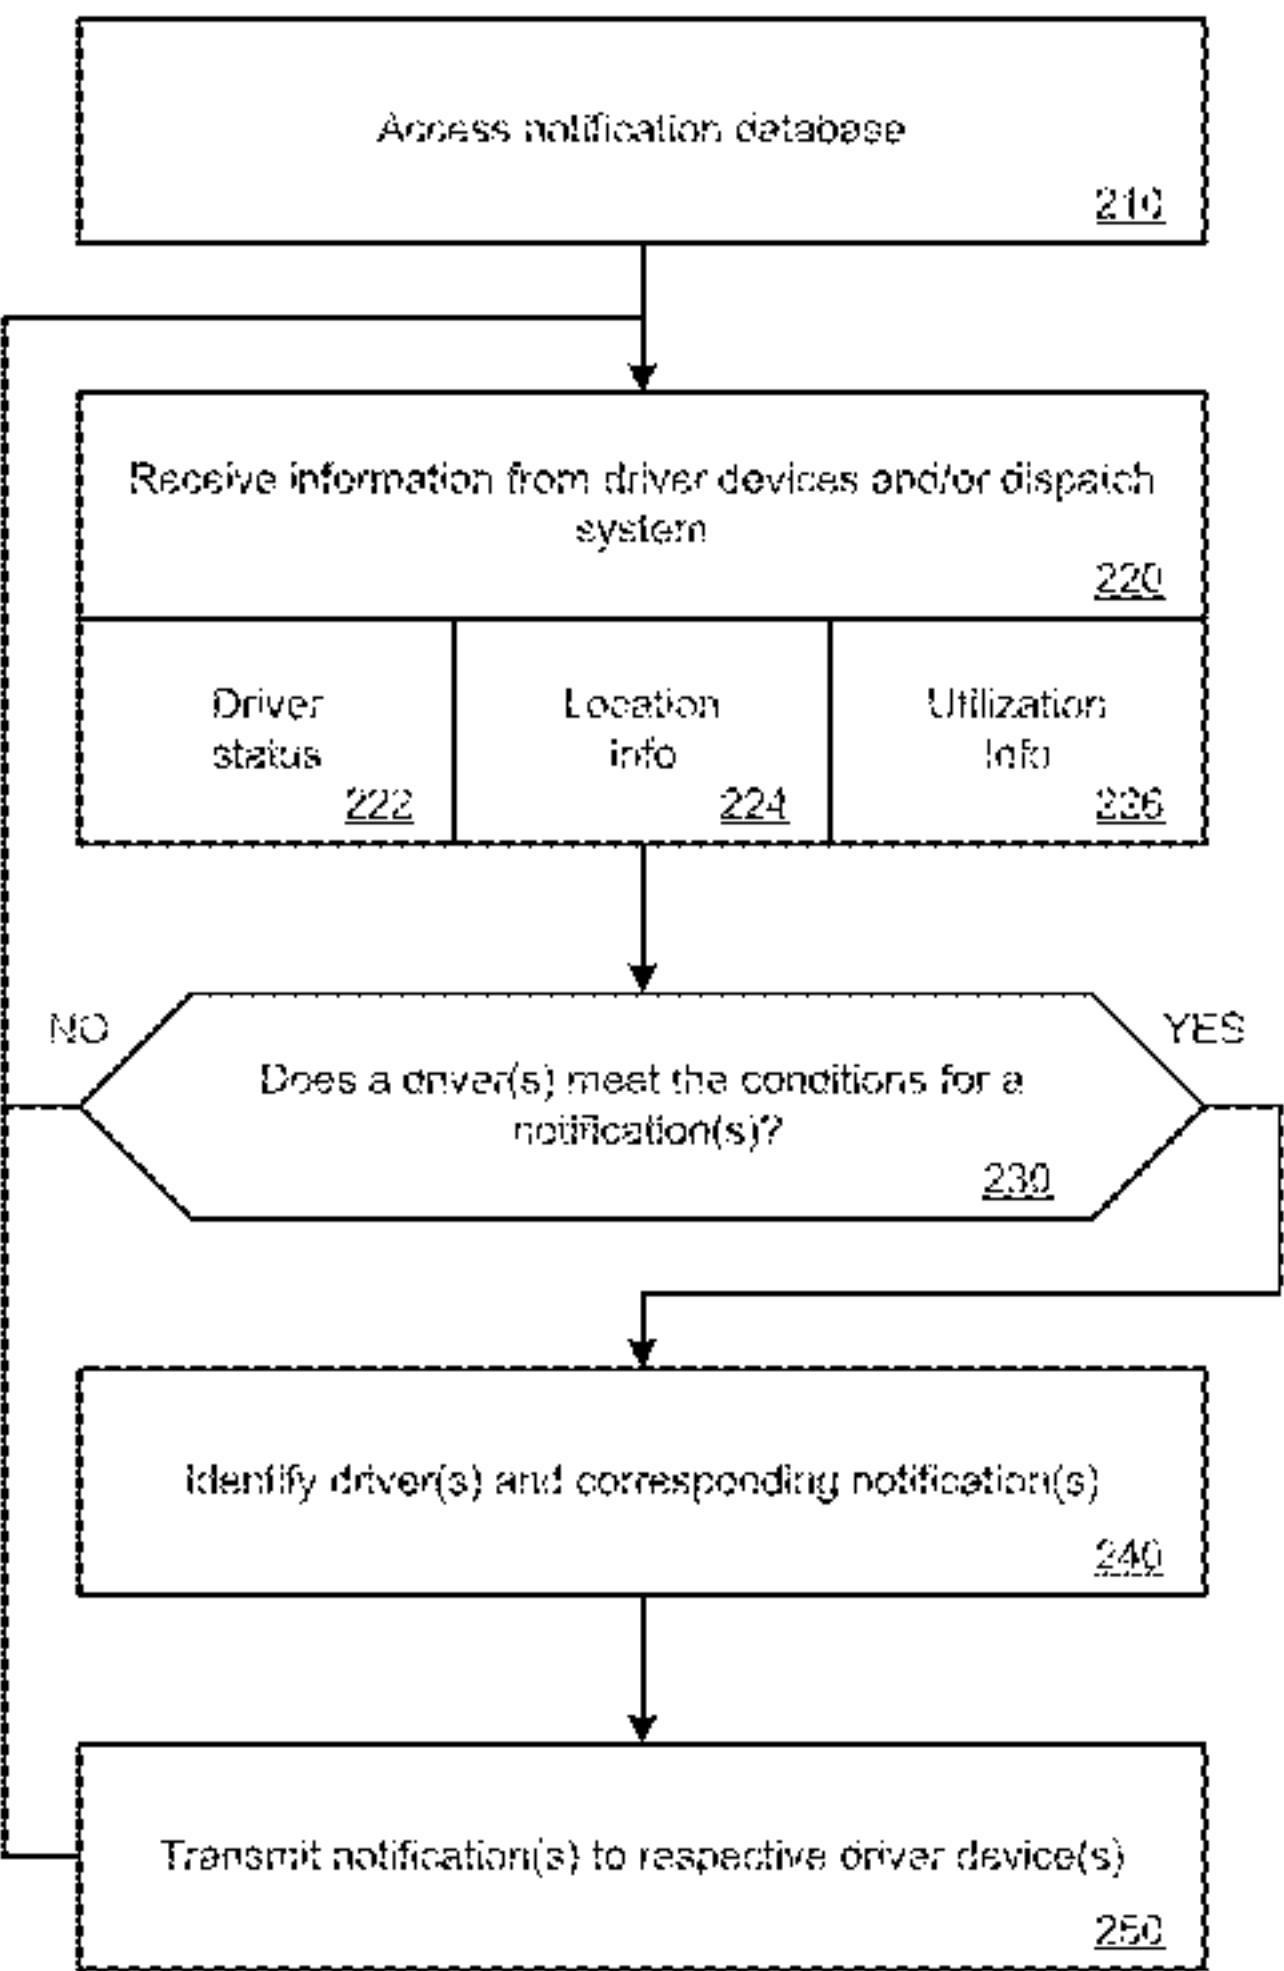 Access notification database
210
Receive information from driver devices and/or dispatch
system
220
Driver
status
222
Location
info
224
Utilization
Info
226
NO
YES
Does a driver(s) meet the conditions for a
notification(s)?
230
Identify driver(s) and corresponding notification(s)
240
Transmit notification(s) to respective driver device(s)
250